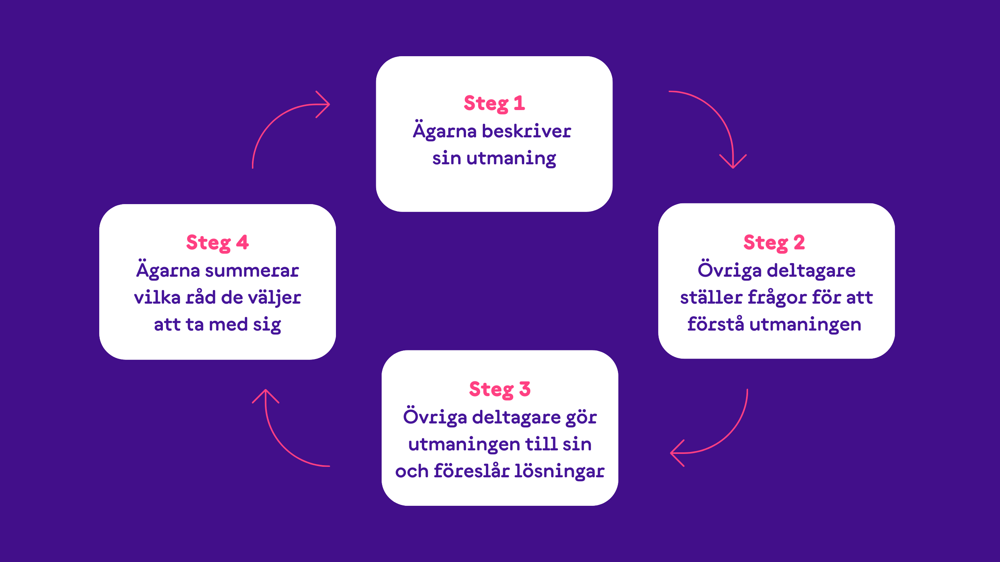 Steg 1
Ägarna beskriver
sin utmaning
Steg 2
Övriga deltagare
ställer frågor för att
förstå utmaningen
Steg 3
Övriga deltagare gör
utmaningen till sin
och föreslår lösningar
Steg 4
Ägarna summerar
vilka råd de väljer
att ta med sig